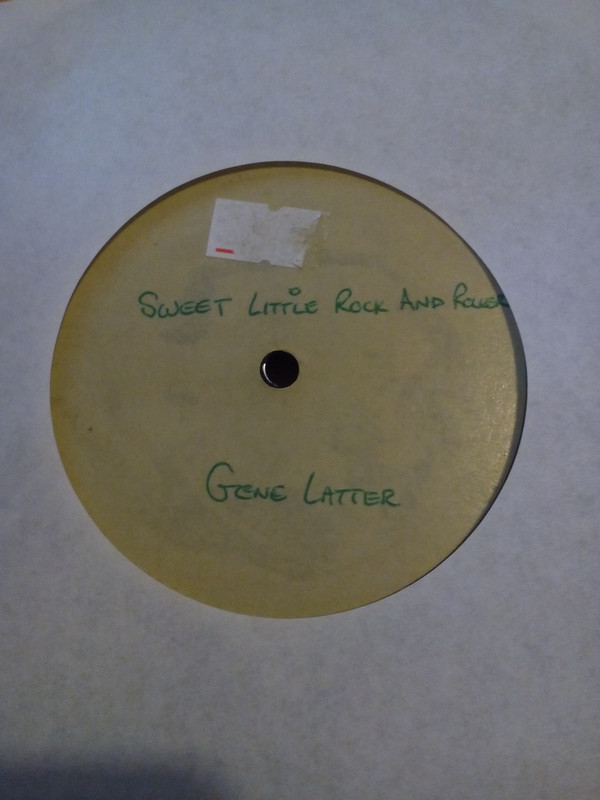 Sweet Little Rock And Roller
Gene Latter